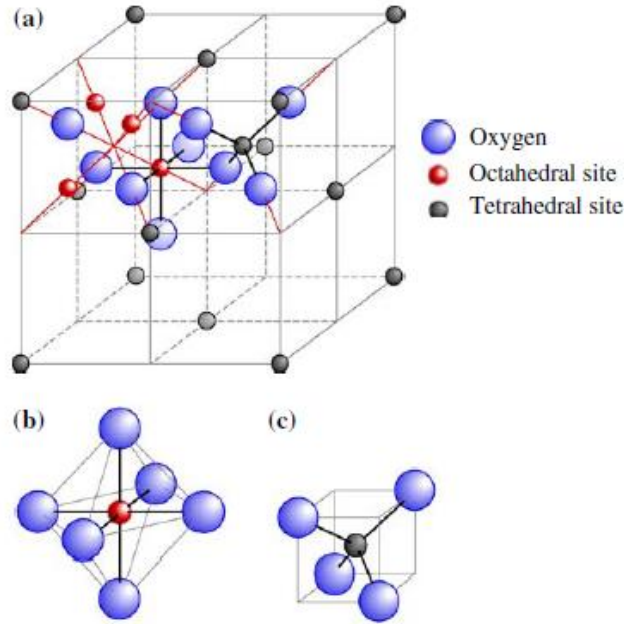 (a)
Oxygen
Octahedral site
Tetrahedral site
(b)
(c)